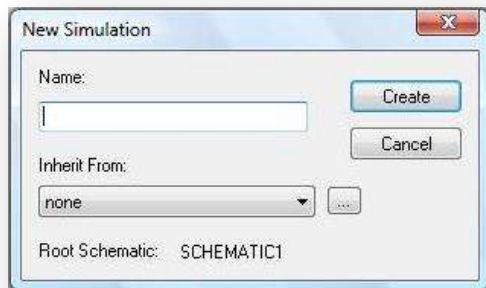 New Simulation
Name:
Create
Cancel
Inherit From:
none
...
Root Schematic: SCHEMATIC1